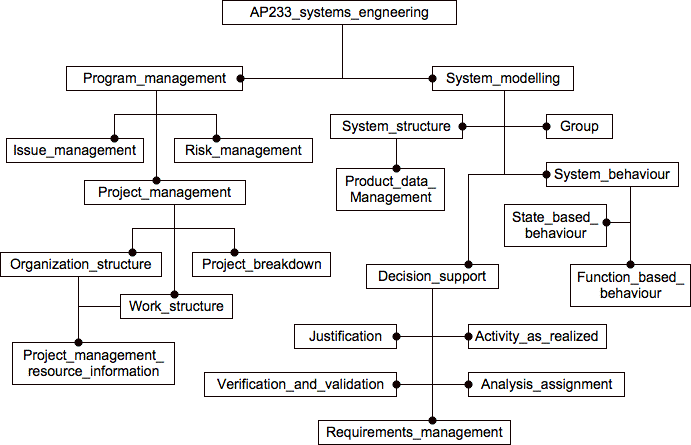 AP233_systems_engneering
Program_management
System_modelling
System_structure
Group
Issue_management
Risk_management
Product_data_
Management
System_behaviour
Project_management
State_based_
behaviour
Organization_structure
Project_breakdown
Decision_support
Function_based_
behaviour
Work_structure
Justification
Activity_as_realized
Project_management_
resource_information
Verification_and_validation
Analysis_assignment
Requirements_management